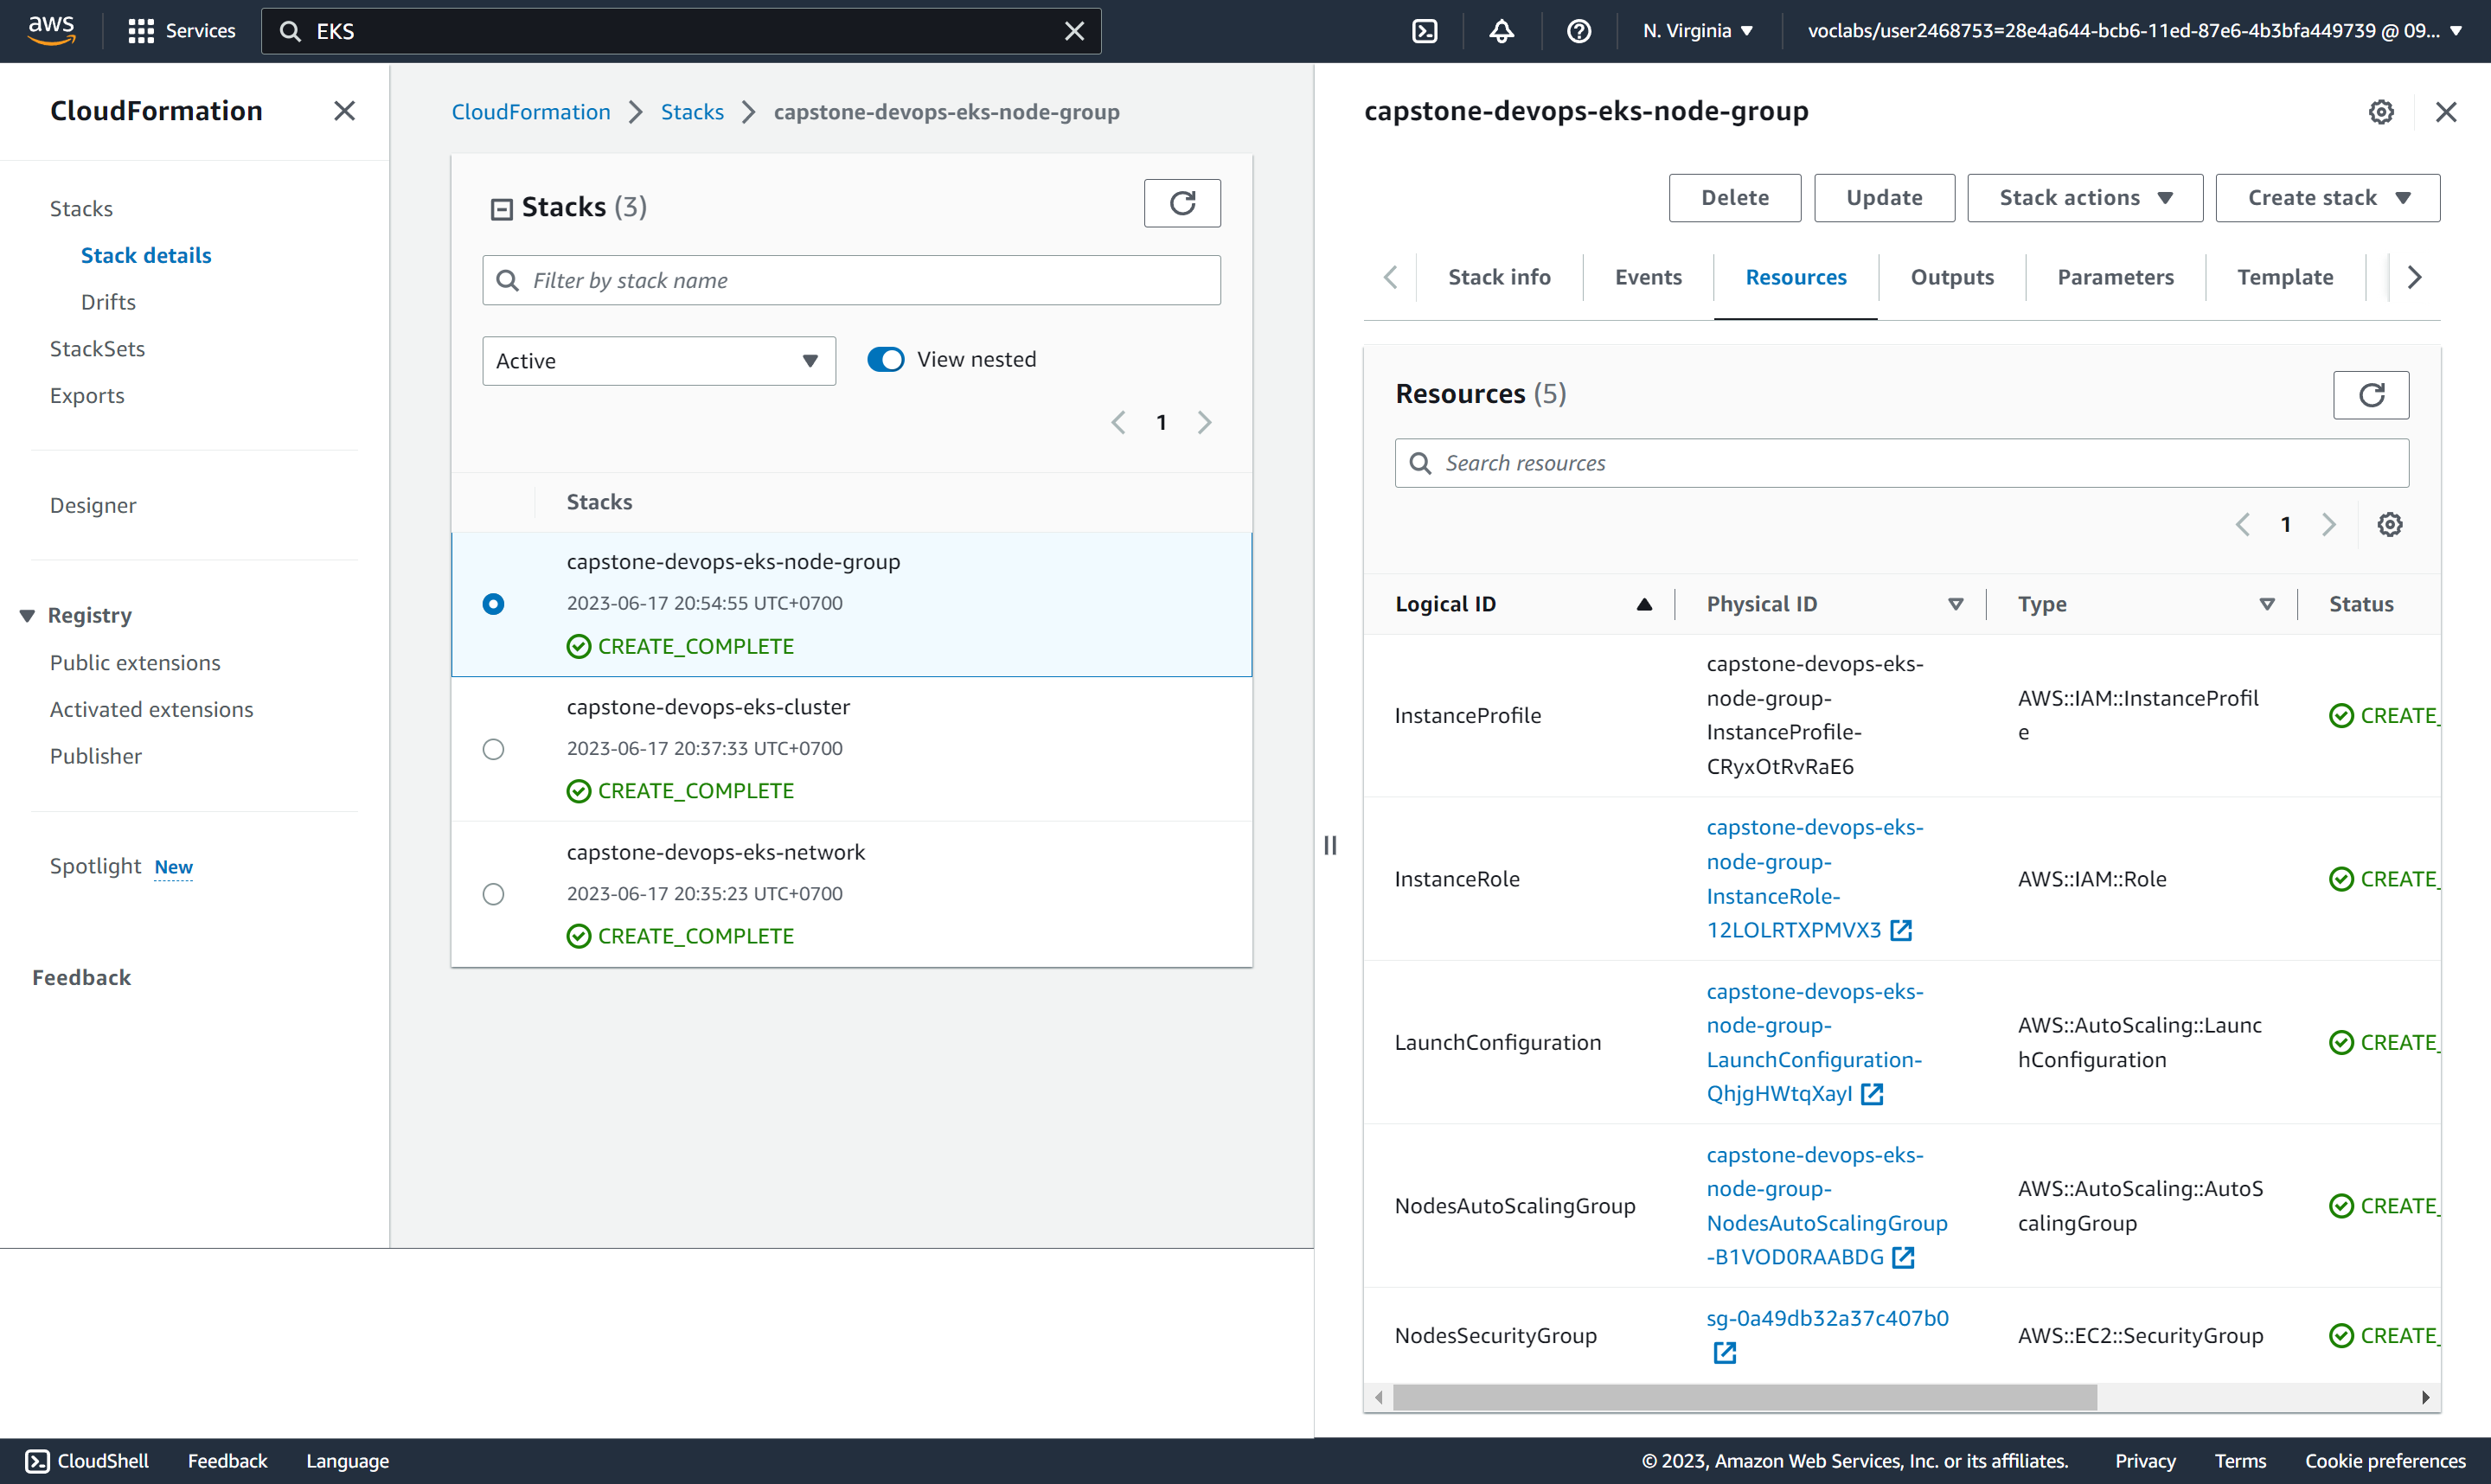 aws
Services
EKS
N. Virginia
voclabs/user2468753=28e4a644-bcb6-11ed-87e6-4b3bfa449739 @ 09...
CloudFormation
Stacks
Stack details
Drifts
StackSets
Exports
Designer
Registry
Public extensions
Activated extensions
Publisher
Spotlight New
Feedback
CloudFormation
Stacks
capstone-devops-eks-node-group
Stacks (3)
Filter by stack name
Active
View nested
1
Stacks
capstone-devops-eks-node-group
2023-06-17 20:54:55 UTC+0700
CREATE_COMPLETE
capstone-devops-eks-cluster
2023-06-17 20:37:33 UTC+0700
CREATE_COMPLETE
capstone-devops-eks-network
2023-06-17 20:35:23 UTC+0700
CREATE_COMPLETE
capstone-devops-eks-node-group
Delete
Update
Stack actions
Create stack
Stack info
Events
Resources
Outputs
Parameters
Template
Resources (5)
Search resources
1
Logical ID
Physical ID
Type
Status
InstanceProfile
capstone-devops-eks-
node-group-
InstanceProfile-
CRyxOtRvRaE6
AWS::IAM::InstanceProfil
e
CREATE_
InstanceRole
capstone-devops-eks-
node-group-
InstanceRole-
12LOLRTXPMVX3
AWS::IAM::Role
CREATE_
LaunchConfiguration
capstone-devops-eks-
node-group-
LaunchConfiguration-
QhjgHWtqXayI
AWS::AutoScaling::Launc
hConfiguration
CREATE_
NodesAutoScalingGroup
capstone-devops-eks-
node-group-
NodesAutoScalingGroup
-B1VOD0RAABDG
AWS::AutoScaling::AutoS
calingGroup
CREATE_
NodesSecurityGroup
sg-0a49db32a37c407b0
AWS::EC2::SecurityGroup
CREATE_
CloudShell
Feedback
Language
© 2023, Amazon Web Services, Inc. or its affiliates.
Privacy
Terms
Cookie preferences